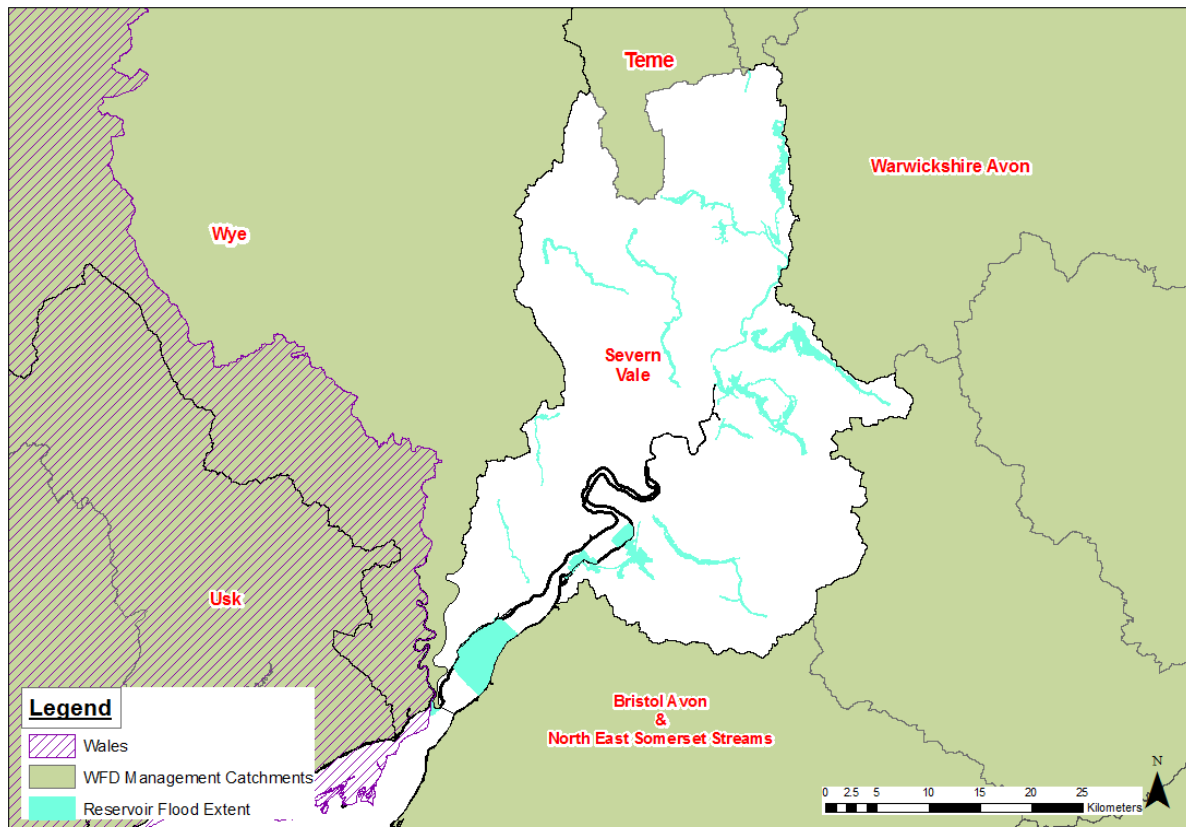 Teme
Warwickshire Avon
Wye
Severn
Vale
Usk
Bristol Avon
&
North East Somerset Streams
Legend
Wales
WFD Management Catchments
Reservoir Flood Extent
N
0 2.5 5 10 15 20 25
Kilometers